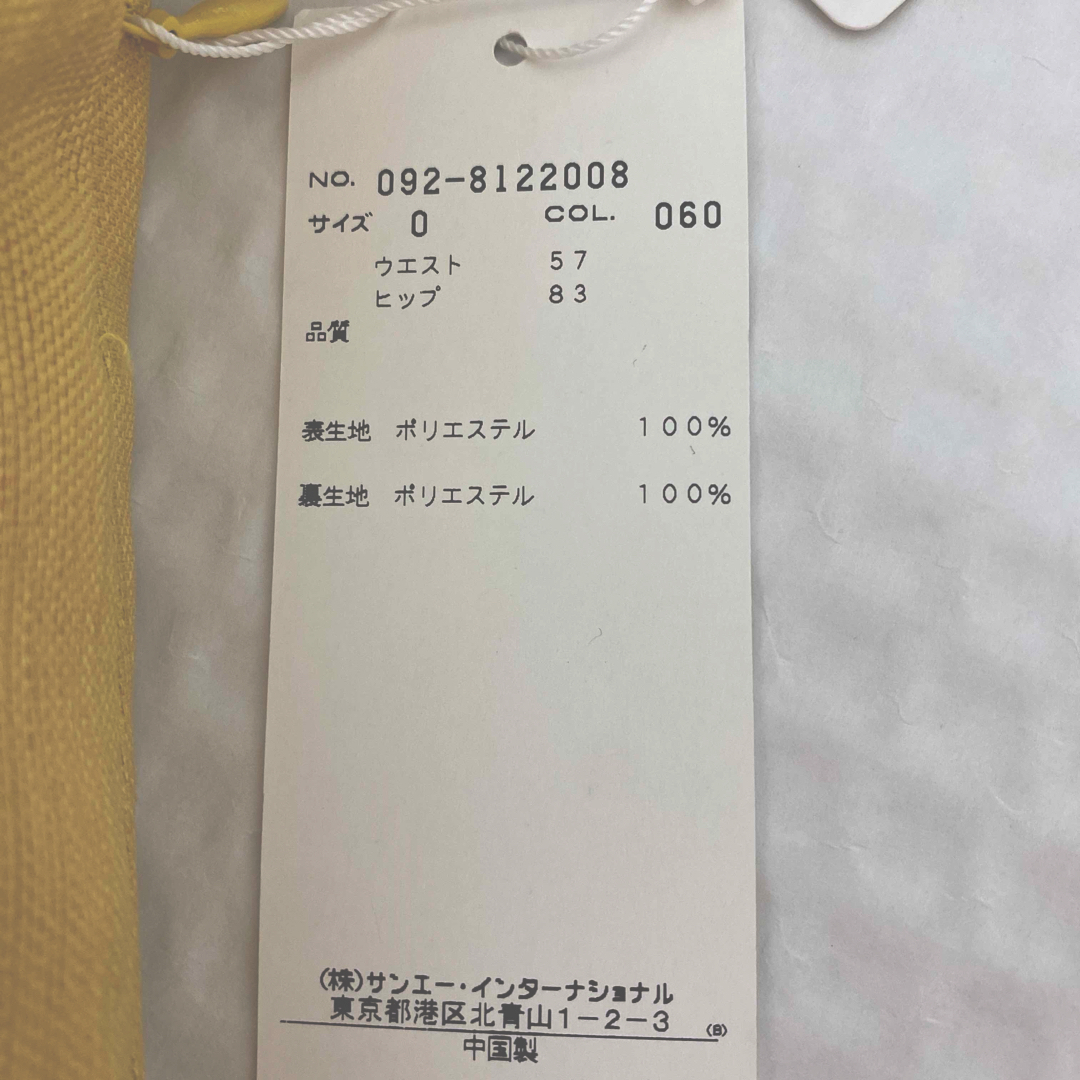 NO. 092-8122008
サイズ 0 COL. 060
ウエスト 57
ヒップ 83
品質
表生地 ポリエステル 100%
裏生地 ポリエステル 100%
(株)サンエー・インターナショナル
東京都港区北青山1-2-3
(B)
中国製